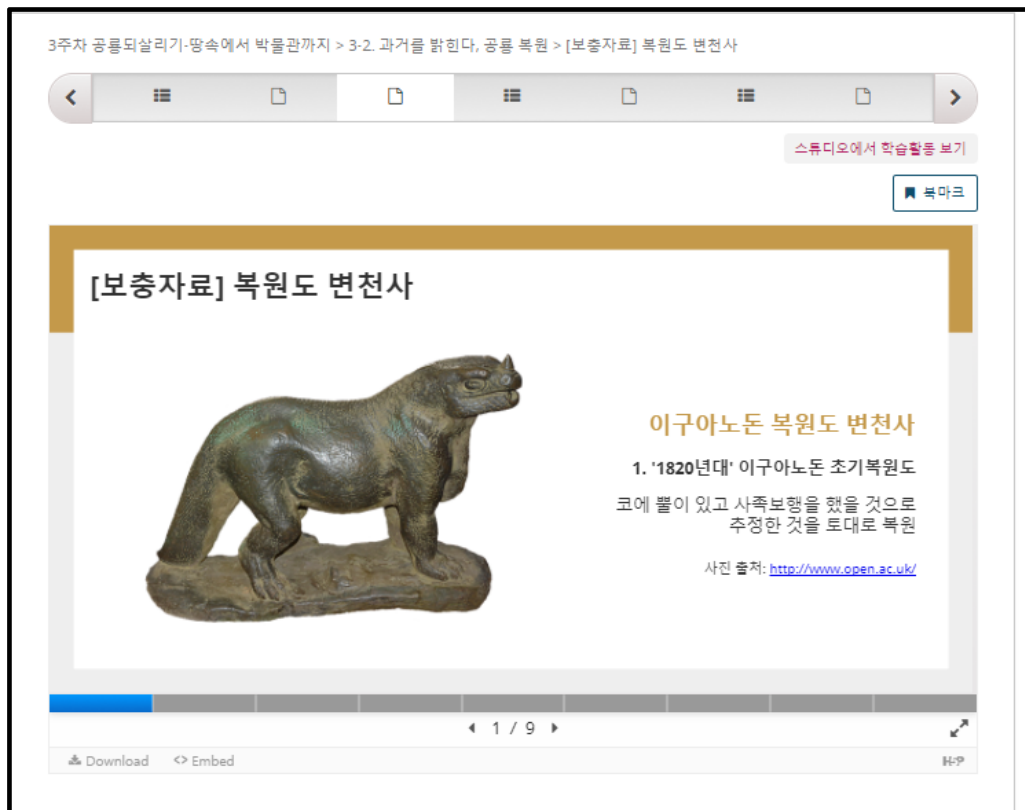 3주차 공룡되살리기-땅속에서 박물관까지 > 3-2. 과거를 밝힌다, 공룡 복원 > [보충자료] 복원도 변천사
스튜디오에서 학습활동 보기
북마크
[보충자료] 복원도 변천사
이구아노돈 복원도 변천사
1. '1820년대' 이구아노돈 초기복원도
코에 뿔이 있고 사족보행을 했을 것으로
추정한 것을 토대로 복원
사진 출처: http://www.open.ac.uk/
1 / 9
Download <> Embed
H-P